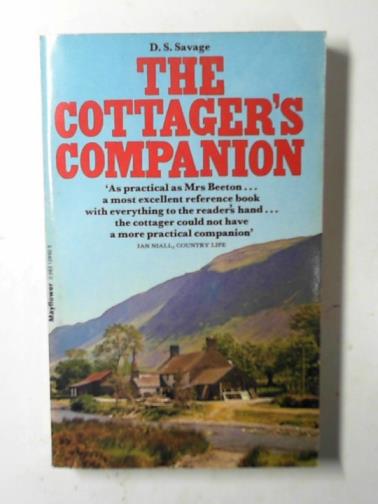 D. S. Savage
THE
COTTAGER'S
COMPANION
'As practical as Mrs Beeton...
a most excellent reference book
with everything to the reader's hand...
the cottager could not have
a more practical companion'
IAN NIALL, COUNTRY LIFE
Mayflower